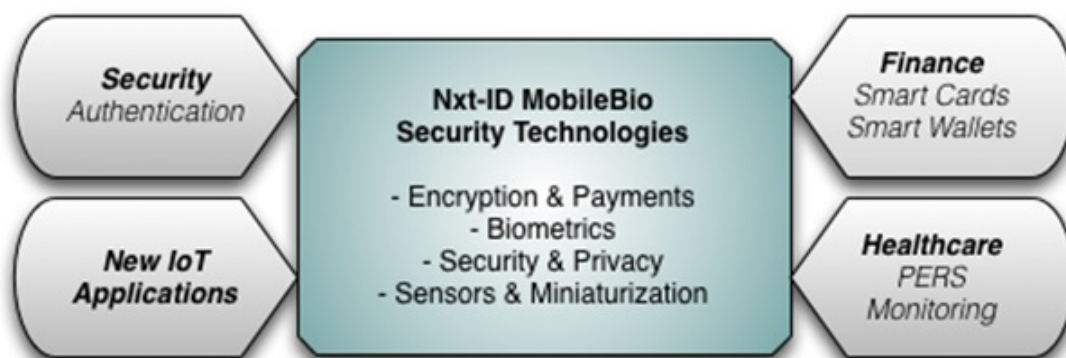 Security
Authentication
New IoT
Applications
Nxt-ID MobileBio
Security Technologies
- Encryption & Payments
- Biometrics
- Security & Privacy
- Sensors & Miniaturization
Finance
Smart Cards
Smart Wallets
Healthcare
PERS
Monitoring